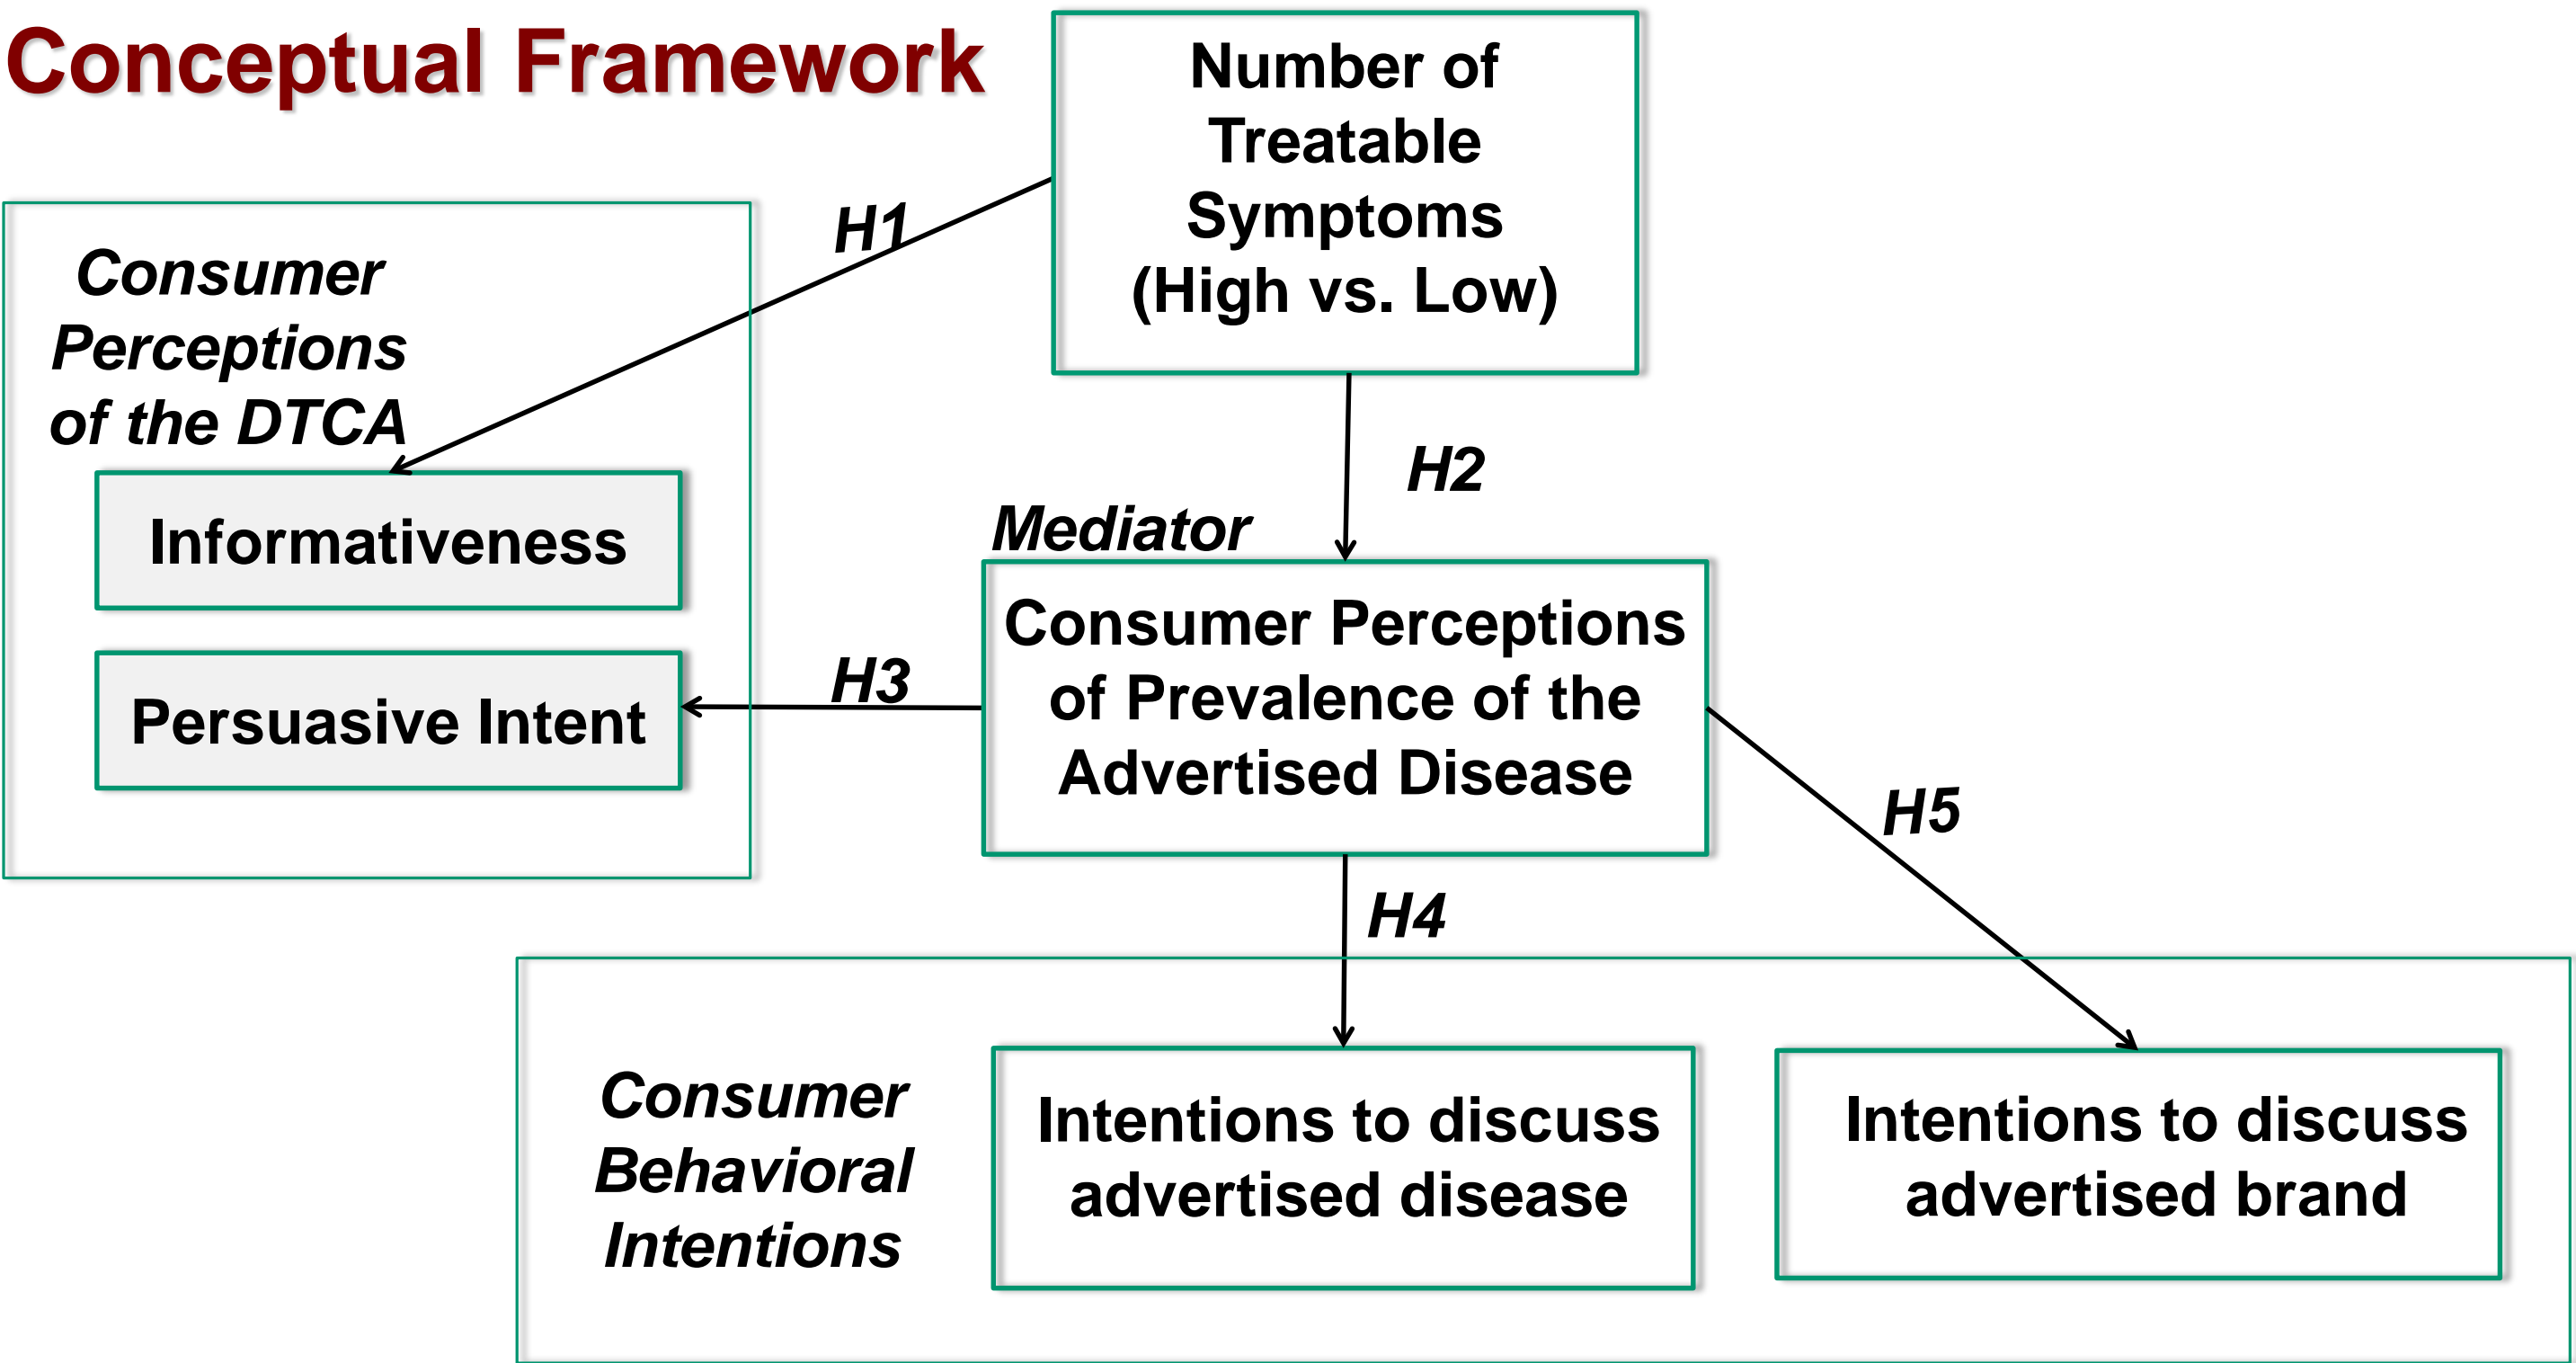 Conceptual Framework
Number of
Treatable
Symptoms
(High vs. Low)
H1
Consumer
Perceptions
of the DTCA
Informativeness
Persuasive Intent
H2
Mediator
Consumer Perceptions
of Prevalence of the
Advertised Disease
H3
H5
H4
Consumer
Behavioral
Intentions
Intentions to discuss
advertised disease
Intentions to discuss
advertised brand